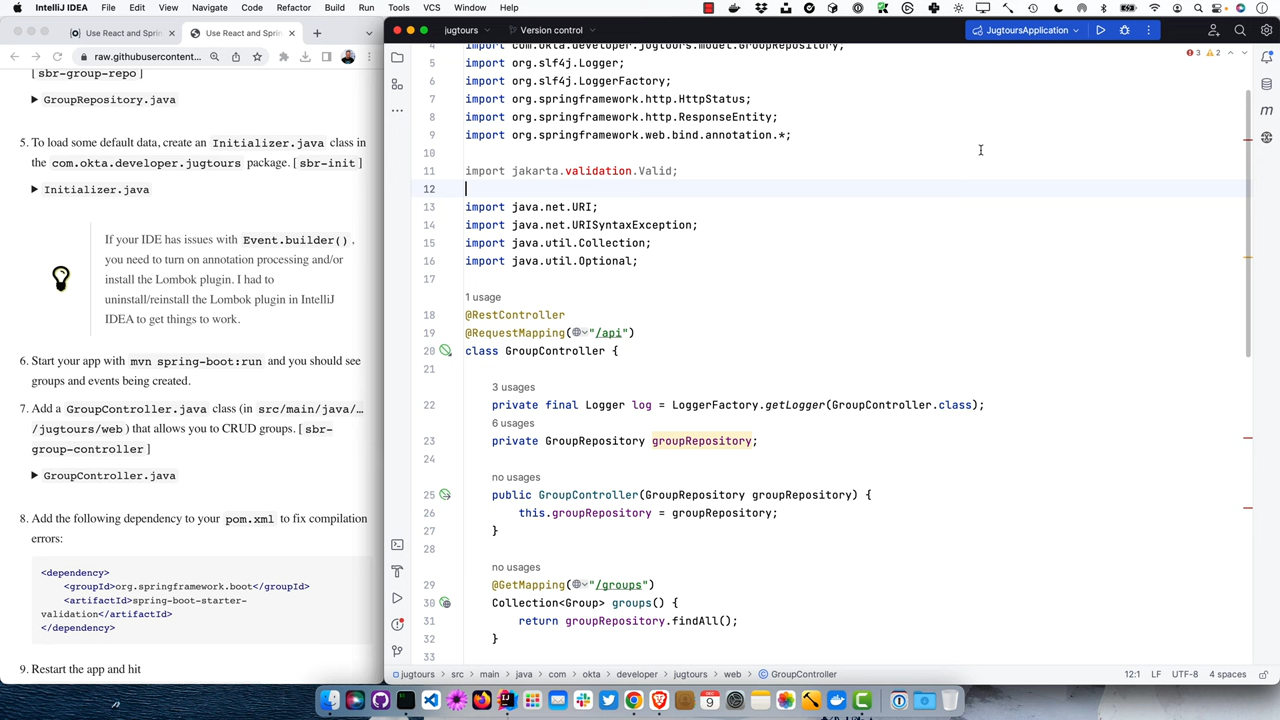 IntelliJ IDEA File Edit View Navigate Code Refactor Build Run Tools VCS Window Help
Use React and Sprin
Use React and Sprin
raw.githubusercontent...
[sbr-group-repo]
GroupRepository.java
5. To load some default data, create an Initializer.java class in
the com.okta.developer.jugtours package. [sbr-init]
Initializer.java
If your IDE has issues with Event.builder(),
you need to turn on annotation processing and/or
install the Lombok plugin. I had to
uninstall/reinstall the Lombok plugin in IntelliJ
IDEA to get things to work.
6. Start your app with mvn spring-boot:run and you should see
groups and events being created.
7. Add a GroupController.java class (in src/main/java/…
/jugtours/web) that allows you to CRUD groups. [sbr-
group-controller]
GroupController.java
8. Add the following dependency to your pom.xml to fix compilation
errors:
<dependency>
<groupId>org.springframework.boot</groupId>
<artifactId>spring-boot-starter-
validation</artifactId>
</dependency>
9. Restart the app and hit
jugtours Version control JugtoursApplication
3 2
4 import com.okta.developer.jugtours.model.GroupRepository;
5 import org.slf4j.Logger;
6 import org.slf4j.LoggerFactory;
7 import org.springframework.http.HttpStatus;
8 import org.springframework.http.ResponseEntity;
9 import org.springframework.web.bind.annotation.*;
10
11 import jakarta.validation.Valid;
12
13 import java.net.URI;
14 import java.net.URISyntaxException;
15 import java.util.Collection;
16 import java.util.Optional;
17
1 usage
18 @RestController
19 @RequestMapping("/api")
20 class GroupController {
21
3 usages
22 private final Logger log = LoggerFactory.getLogger(GroupController.class);
6 usages
23 private GroupRepository groupRepository;
24
no usages
25 public GroupController(GroupRepository groupRepository) {
26 this.groupRepository = groupRepository;
27 }
28
no usages
29 @GetMapping("/groups")
30 Collection<Group> groups() {
31 return groupRepository.findAll();
32 }
33
jugtours src main java com okta developer jugtours web GroupController
12:1 LF UTF-8 4 spaces